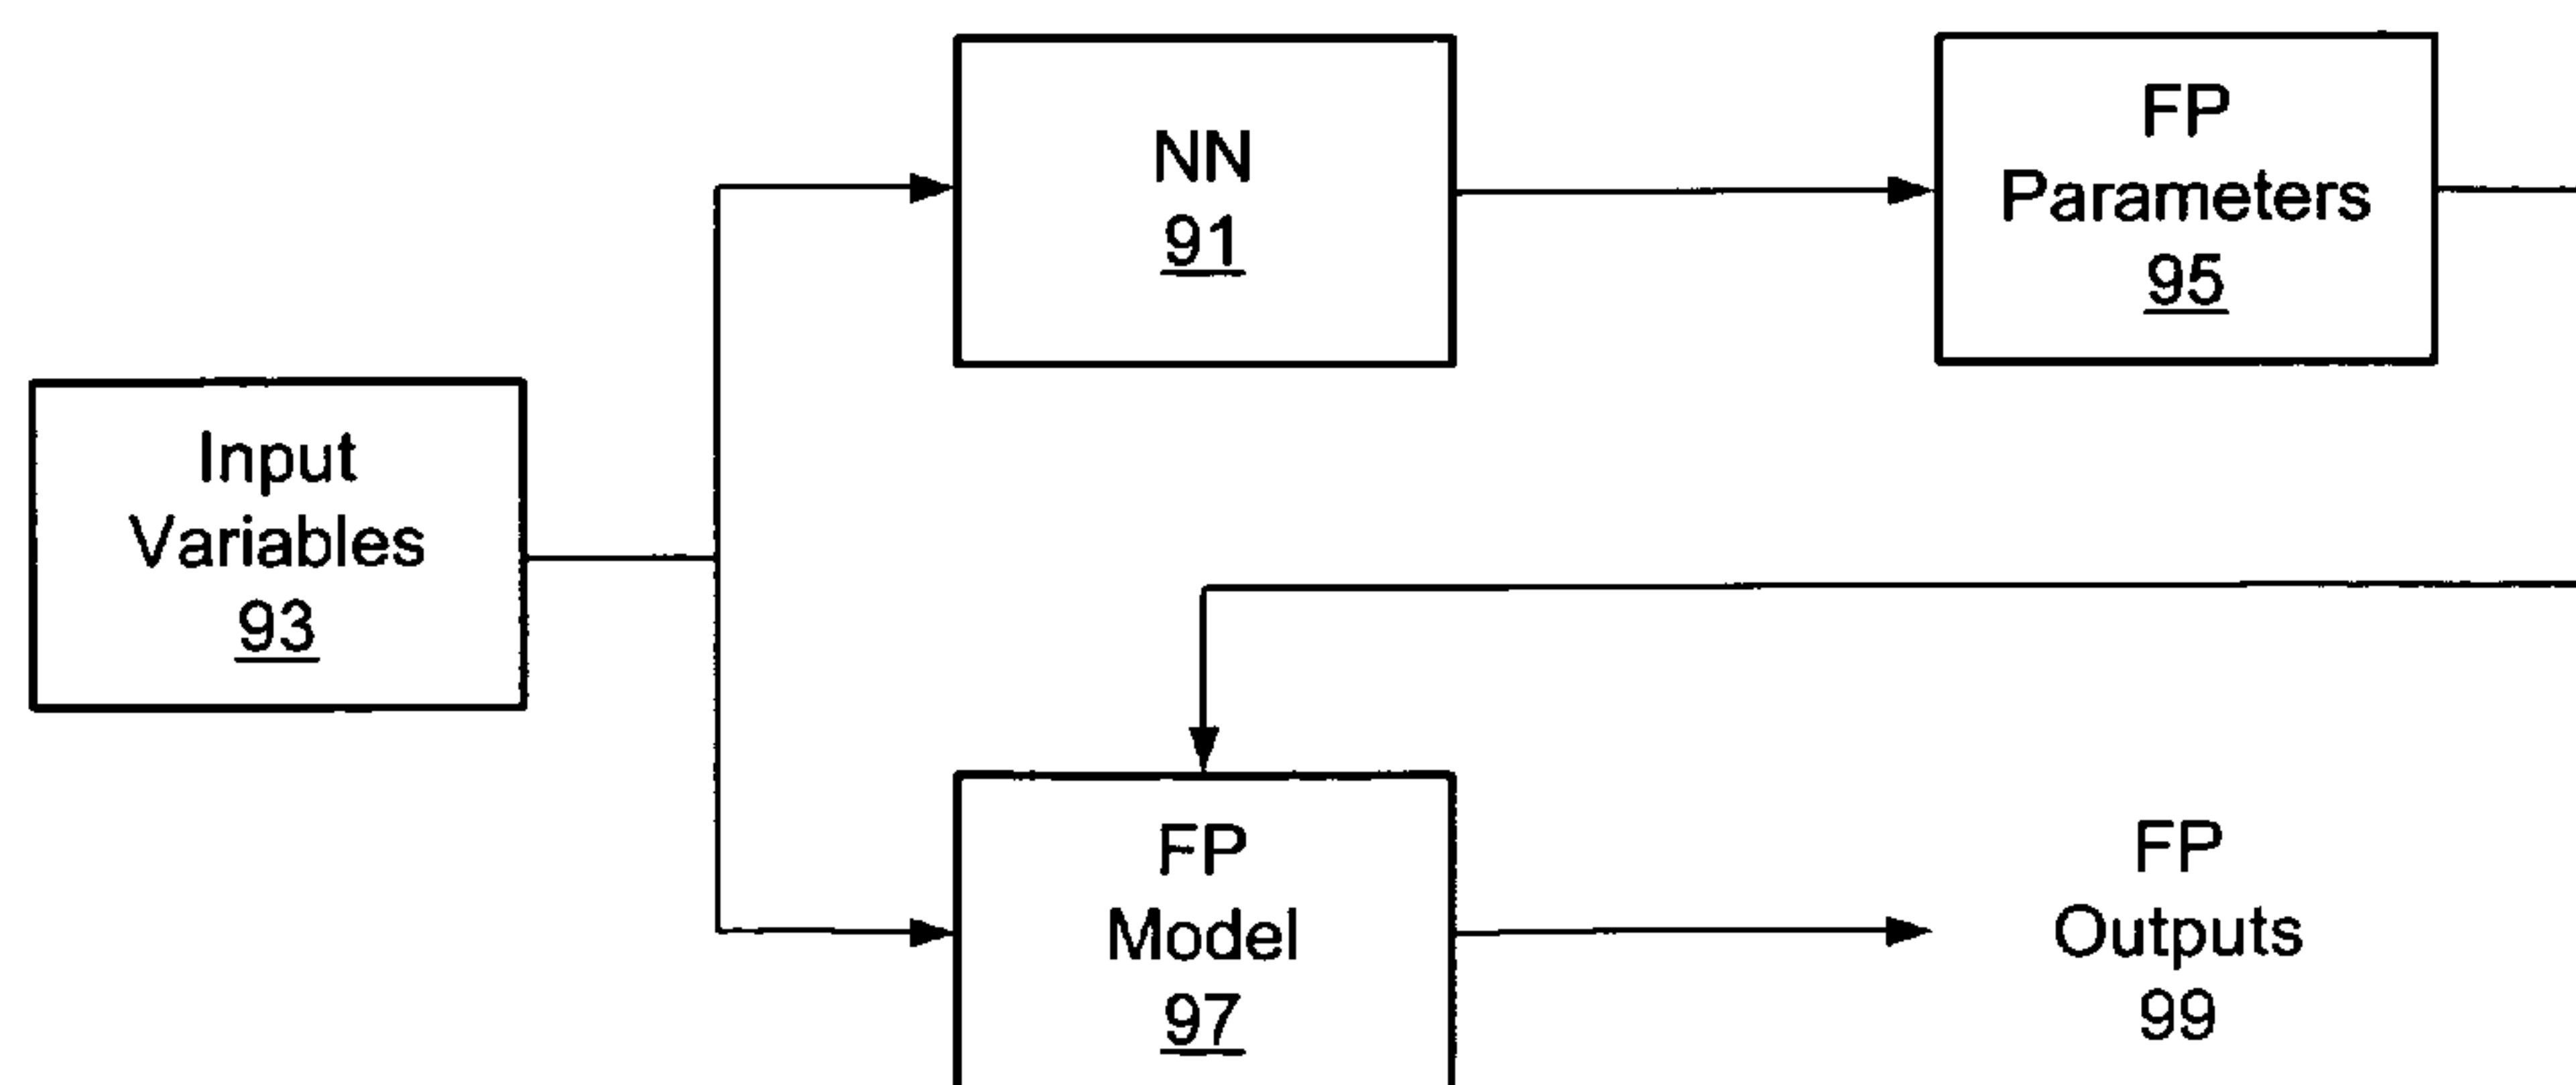 NN
91
FP
Parameters
95
Input
Variables
93
FP
Model
97
FP
Outputs
99